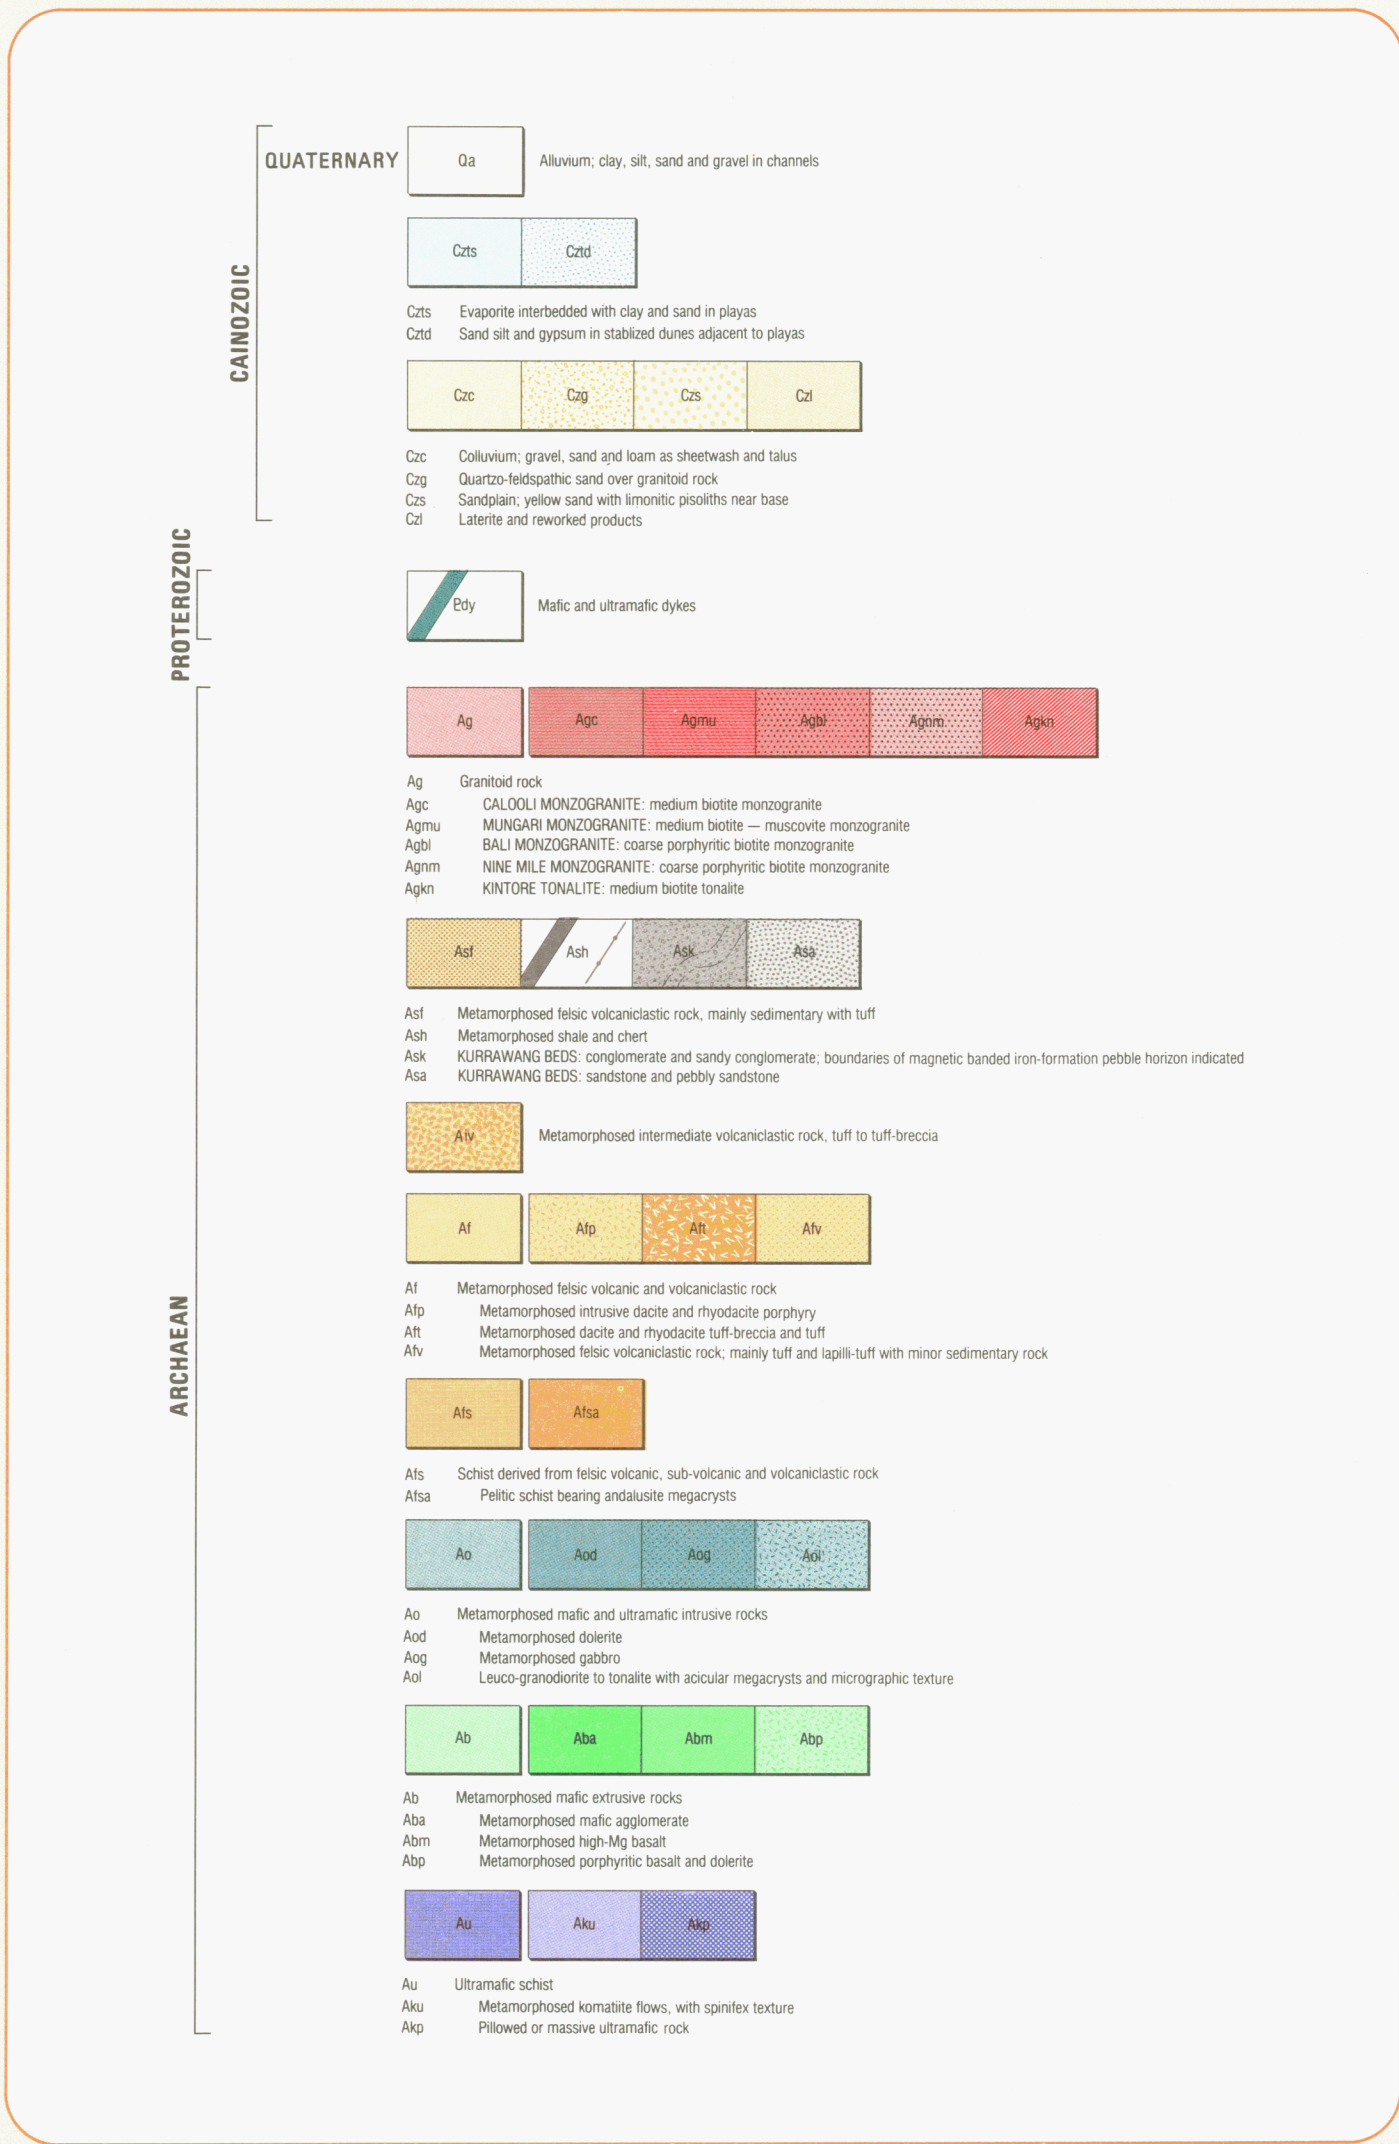 QUATERNARY Qa Alluvium; clay, silt, sand and gravel in channels
CAINOZOIC
Czts Cztd
Czts Evaporite interbedded with clay and sand in playas
Cztd Sand silt and gypsum in stablized dunes adjacent to playas
Czc Czg Czs Czl
Czc Colluvium; gravel, sand and loam as sheetwash and talus
Czg Quartzo-feldspathic sand over granitoid rock
Czs Sandplain; yellow sand with limonitic pisoliths near base
Czl Laterite and reworked products
PROTEROZOIC
Pdy Mafic and ultramafic dykes
ARCHAEAN
Ag Agc Agmu Agbl Agnm Agkn
Ag Granitoid rock
Agc CALOOLI MONZOGRANITE: medium biotite monzogranite
Agmu MUNGARI MONZOGRANITE: medium biotite — muscovite monzogranite
Agbl BALI MONZOGRANITE: coarse porphyritic biotite monzogranite
Agnm NINE MILE MONZOGRANITE: coarse porphyritic biotite monzogranite
Agkn KINTORE TONALITE: medium biotite tonalite
Asf Ash Ask Asa
Asf Metamorphosed felsic volcaniclastic rock, mainly sedimentary with tuff
Ash Metamorphosed shale and chert
Ask KURRAWANG BEDS: conglomerate and sandy conglomerate; boundaries of magnetic banded iron-formation pebble horizon indicated
Asa KURRAWANG BEDS: sandstone and pebbly sandstone
Aiv Metamorphosed intermediate volcaniclastic rock, tuff to tuff-breccia
Af Afp Aft Afv
Af Metamorphosed felsic volcanic and volcaniclastic rock
Afp Metamorphosed intrusive dacite and rhyodacite porphyry
Aft Metamorphosed dacite and rhyodacite tuff-breccia and tuff
Afv Metamorphosed felsic volcaniclastic rock; mainly tuff and lapilli-tuff with minor sedimentary rock
Afs Afsa
Afs Schist derived from felsic volcanic, sub-volcanic and volcaniclastic rock
Afsa Pelitic schist bearing andalusite megacrysts
Ao Aod Aog Aol
Ao Metamorphosed mafic and ultramafic intrusive rocks
Aod Metamorphosed dolerite
Aog Metamorphosed gabbro
Aol Leuco-granodiorite to tonalite with acicular megacrysts and micrographic texture
Ab Aba Abm Abp
Ab Metamorphosed mafic extrusive rocks
Aba Metamorphosed mafic agglomerate
Abm Metamorphosed high-Mg basalt
Abp Metamorphosed porphyritic basalt and dolerite
Au Aku Akp
Au Ultramafic schist
Aku Metamorphosed komatiite flows, with spinifex texture
Akp Pillowed or massive ultramafic rock